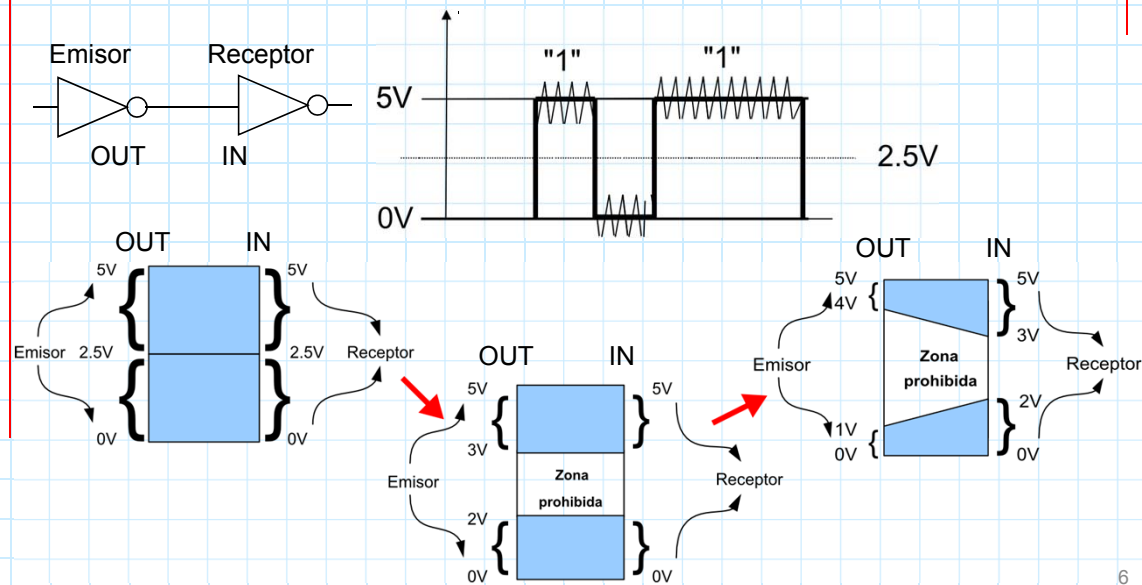 Emisor
Receptor
OUT
IN
"1"
"1"
5V
2.5V
0V
OUT
IN
5V
5V
Emisor
2.5V
2.5V
Receptor
0V
0V
OUT
IN
5V
5V
3V
Zona
prohibida
Emisor
Receptor
2V
0V
0V
OUT
IN
5V
5V
4V
3V
Zona
prohibida
Emisor
Receptor
2V
1V
0V
0V
6